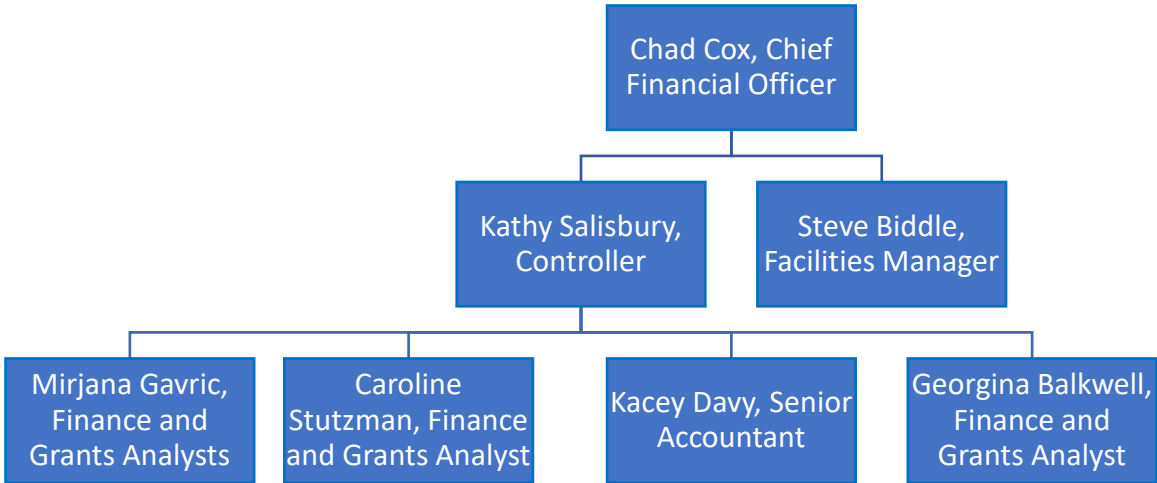 Chad Cox, Chief
Financial Officer
Kathy Salisbury,
Controller
Steve Biddle,
Facilities Manager
Mirjana Gavric,
Finance and
Grants Analysts
Caroline
Stutzman, Finance
and Grants Analyst
Kacey Davy, Senior
Accountant
Georgina Balkwell,
Finance and
Grants Analyst